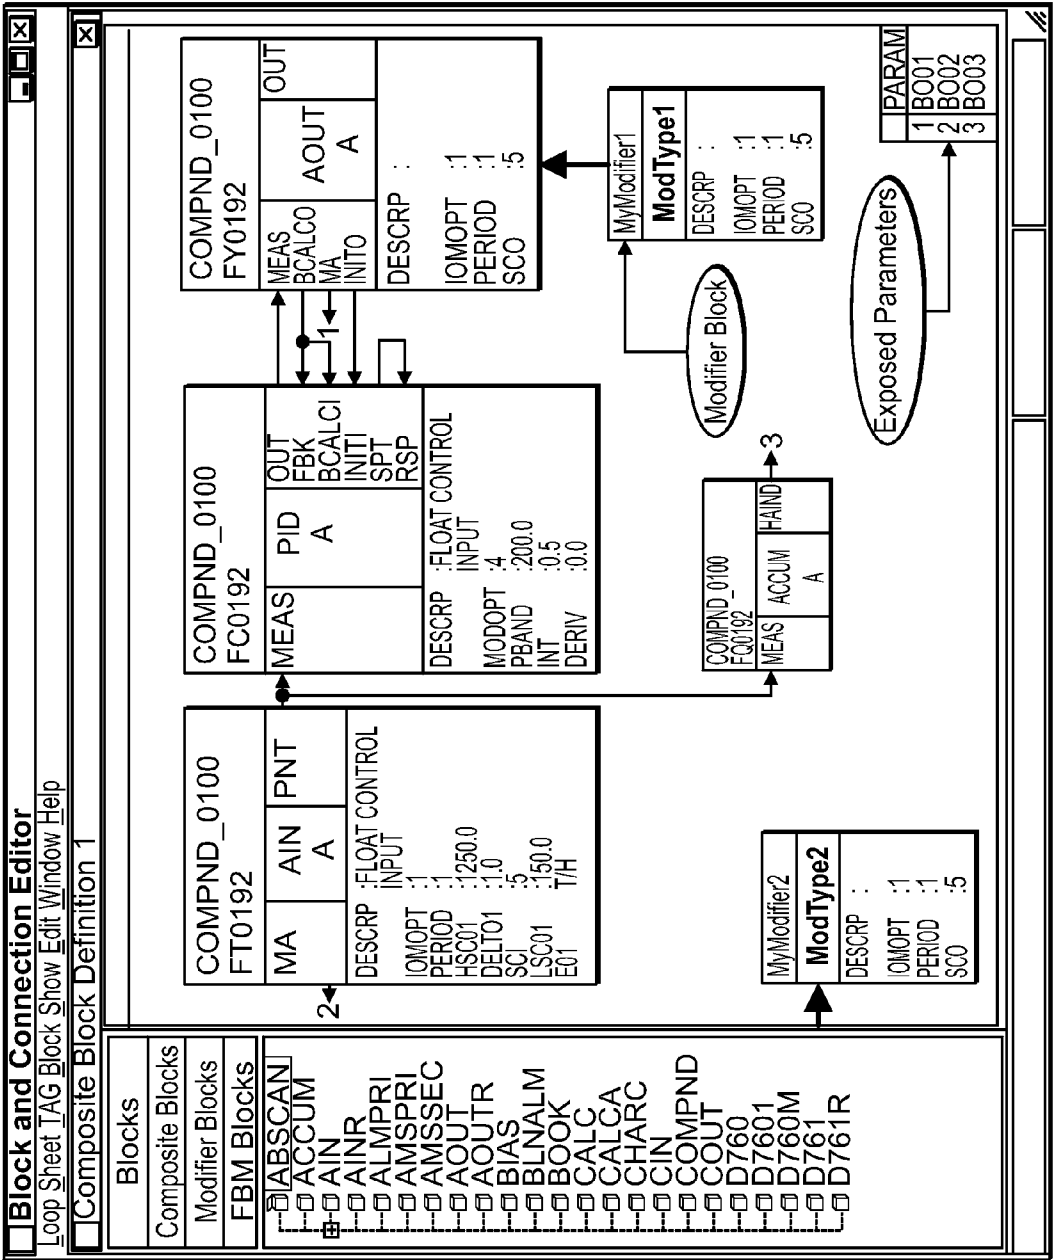 Block and Connection Editor
Loop Sheet TAG Block Show Edit Window Help
Composite Block Definition 1
Blocks
Composite Blocks
Modifier Blocks
FBM Blocks
ABSCAN
ACCUM
AIN
AINR
ALMPRI
AMSPRI
AMSSEC
AOUT
AOUTR
BIAS
BLNALM
BOOK
CALC
CALCA
CHARC
CIN
COMPND
COUT
D760
D7601
D760M
D761
D761R
COMPND_0100
FT0192
MA AIN PNT
A
2
DESCRP :FLOAT CONTROL
INPUT
IOMOPT :1
PERIOD :1
HSC01 :1250.0
DELTO1 :1.0
SCI :5
LSC01 :150.0
E01 T/H
COMPND_0100
FC0192
MEAS PID OUT
A FBK
BCALCI
INITI
SPT
RSP
DESCRP :FLOAT CONTROL
INPUT
MODOPT :4
PBAND :200.0
INT :0.5
DERIV :0.0
COMPND_0100
FY0192
MEAS AOUT OUT
BCALCO A
MA
INITO
1
DESCRP :
IOMOPT :1
PERIOD :1
SCO :5
MyModifier1
ModType1
DESCRP :
IOMOPT :1
PERIOD :1
SCO :5
Modifier Block
COMPND_0100
FQ0192_
MEAS ACCUM HAIND
A
3
MyModifier2
ModType2
DESCRP :
IOMOPT :1
PERIOD :1
SCO :5
Exposed Parameters
PARAM
1 BO01
2 BO02
3 BO03